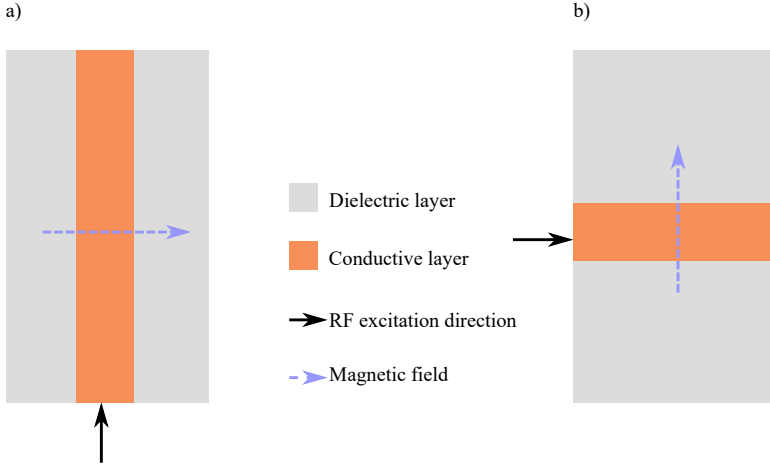 a)
b)
Dielectric layer
Conductive layer
RF excitation direction
Magnetic field